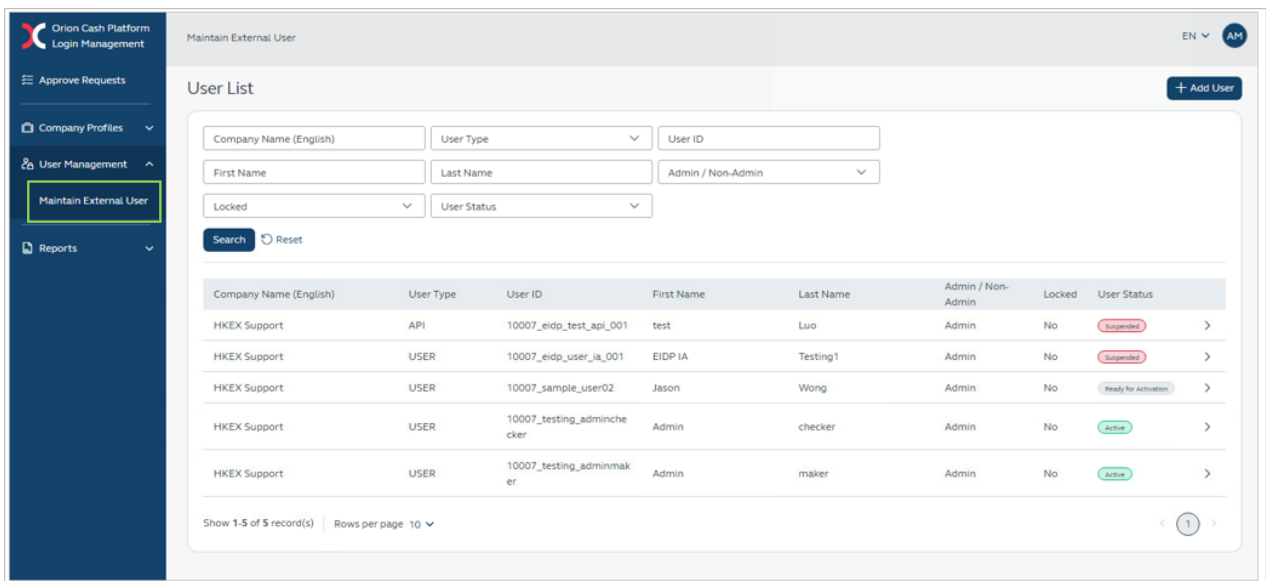 Orion Cash Platform
Login Management
Maintain External User
EN
AM
Approve Requests
Company Profiles
User Management
Maintain External User
Reports
User List
+ Add User
Company Name (English)
User Type
User ID
First Name
Last Name
Admin / Non-Admin
Locked
User Status
Search
Reset
Company Name (English) User Type User ID First Name Last Name Admin / Non-
Admin Locked User Status
HKEX Support API 10007_eidp_test_api_001 test Luo Admin No Suspended
HKEX Support USER 10007_eidp_user_ia_001 EIDP IA Testing1 Admin No Suspended
HKEX Support USER 10007_sample_user02 Jason Wong Admin No Ready for Activation
HKEX Support USER 10007_testing_adminche
cker Admin checker Admin No Active
HKEX Support USER 10007_testing_adminmak
er Admin maker Admin No Active
Show 1-5 of 5 record(s) Rows per page 10
1